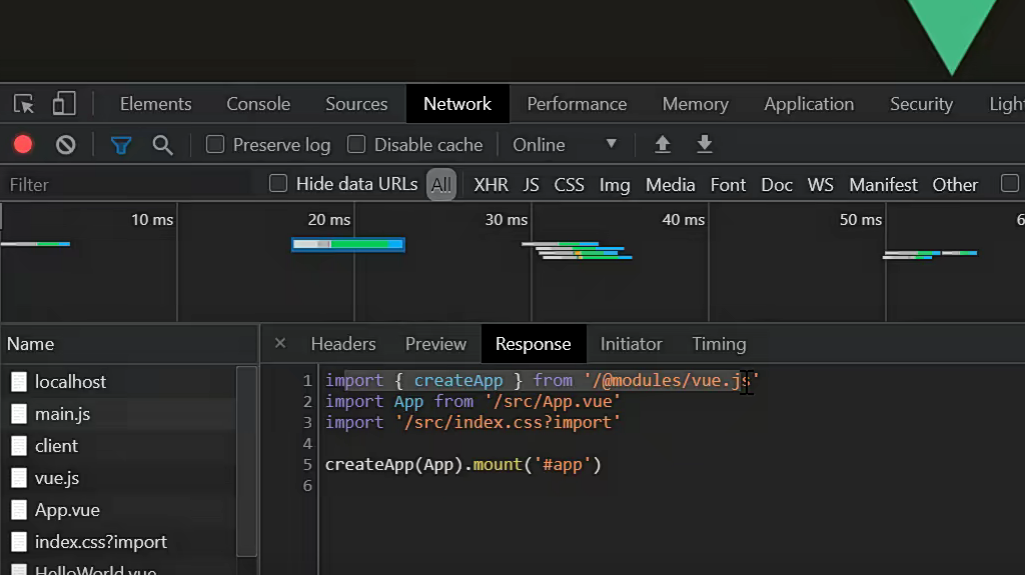 Elements Console Sources Network Performance Memory Application Security Ligh
Preserve log Disable cache Online
Filter Hide data URLs All XHR JS CSS Img Media Font Doc WS Manifest Other
10 ms 20 ms 30 ms 40 ms 50 ms 6
Name Headers Preview Response Initiator Timing
localhost
main.js
client
vue.js
App.vue
index.css?import
HelloWorld.vue
1 import { createApp } from '/@modules/vue.js'
2 import App from '/src/App.vue'
3 import '/src/index.css?import'
4
5 createApp(App).mount('#app')
6